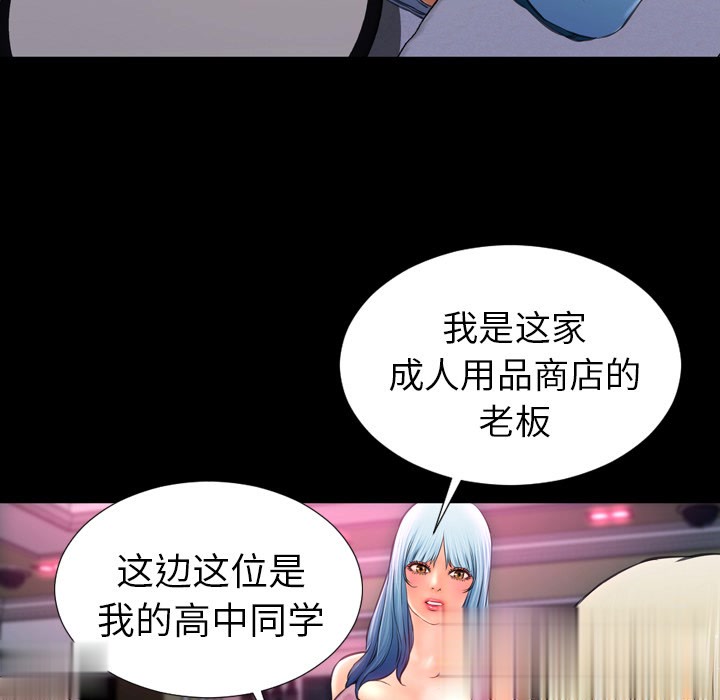 我是这家
成人用品商店的
老板
这边这位是
我的高中同学